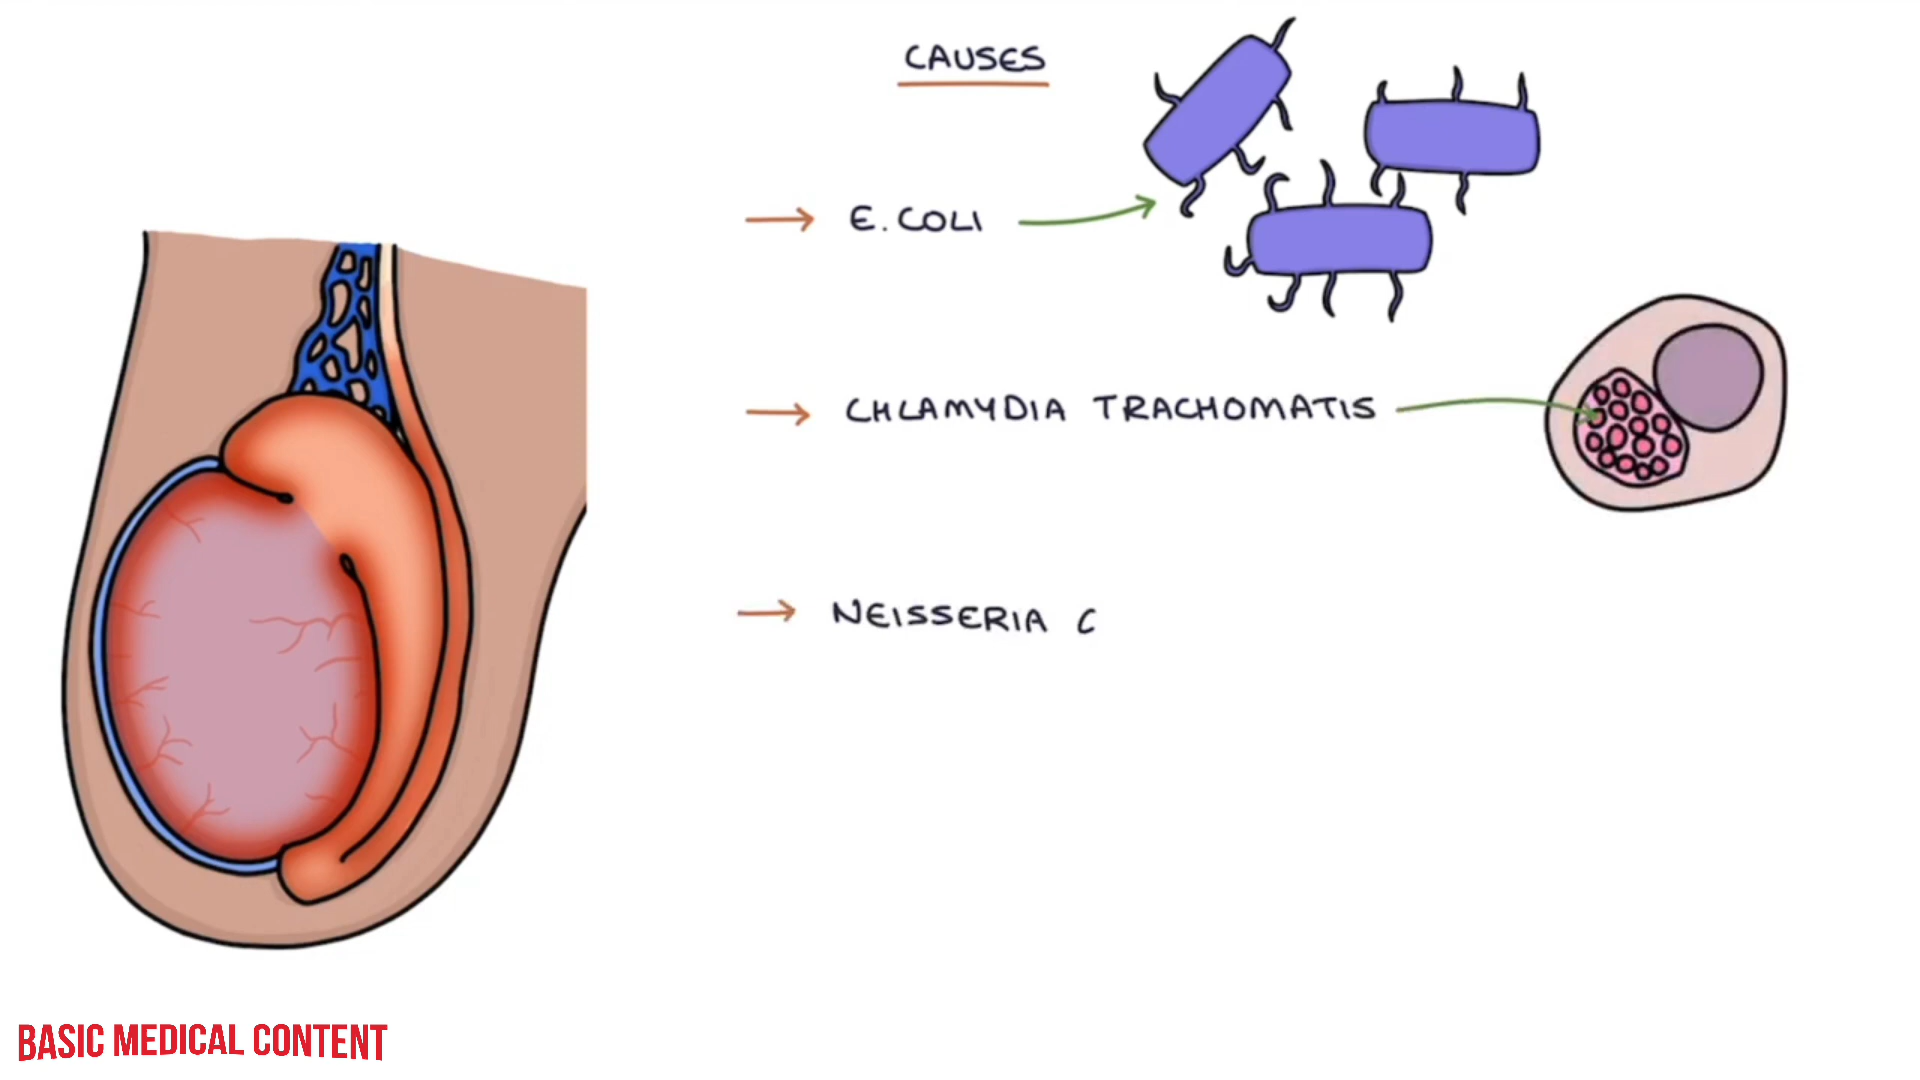 CAUSES
E. COLI
CHLAMYDIA TRACHOMATIS
NEISSERIA C
BASIC MEDICAL CONTENT